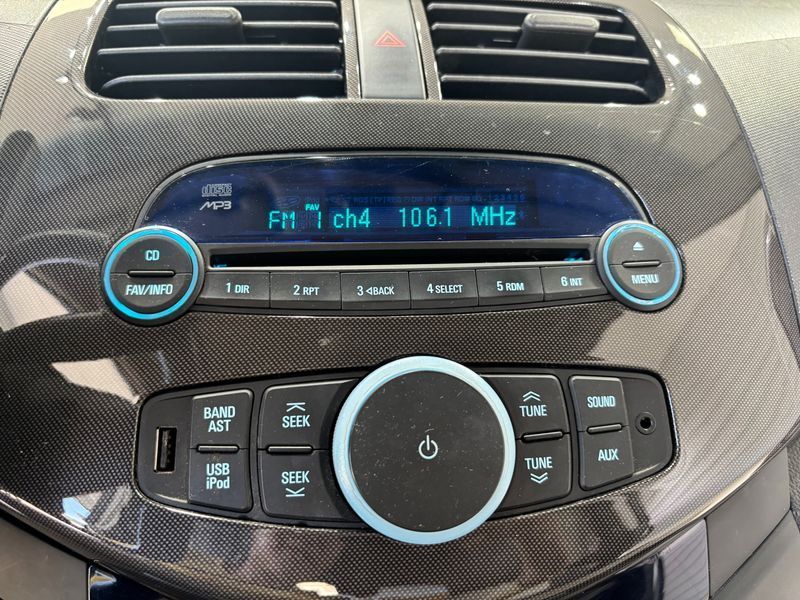 disc
MP3
FAV
FM 1 ch4 106.1 MHz
CD
FAV/INFO
1 DIR
2 RPT
3 ◁BACK
4 SELECT
5 RDM
6 INT
MENU
BAND
AST
USB
iPod
SEEK
SEEK
TUNE
TUNE
SOUND
AUX